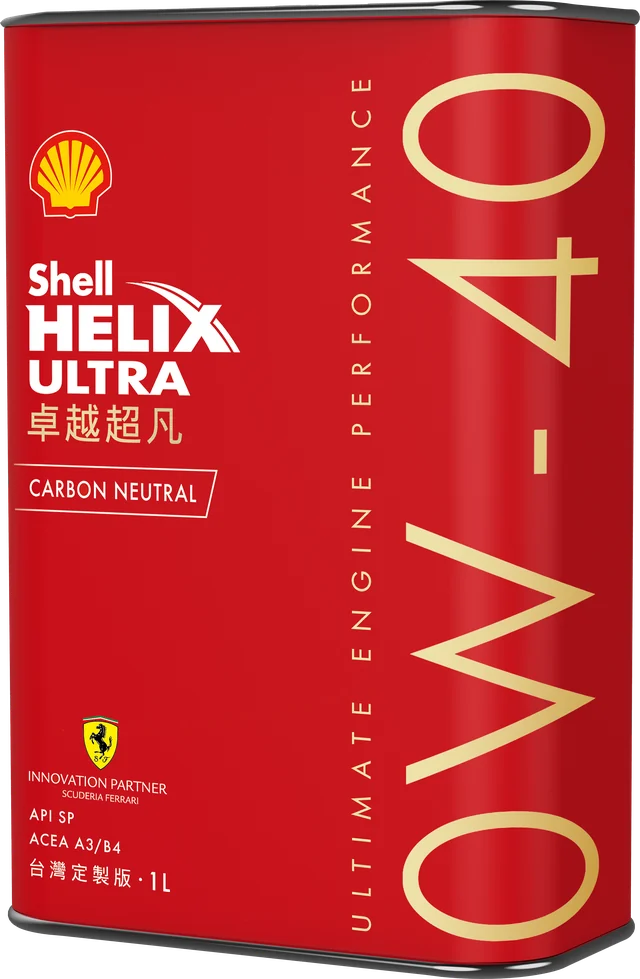 Shell
HELIX
ULTRA
卓越超凡
CARBON NEUTRAL
S F
INNOVATION PARTNER
SCUDERIA FERRARI
API SP
ACEA A3/B4
台灣定製版·1L
ULTIMATE ENGINE PERFORMANCE
0W-40